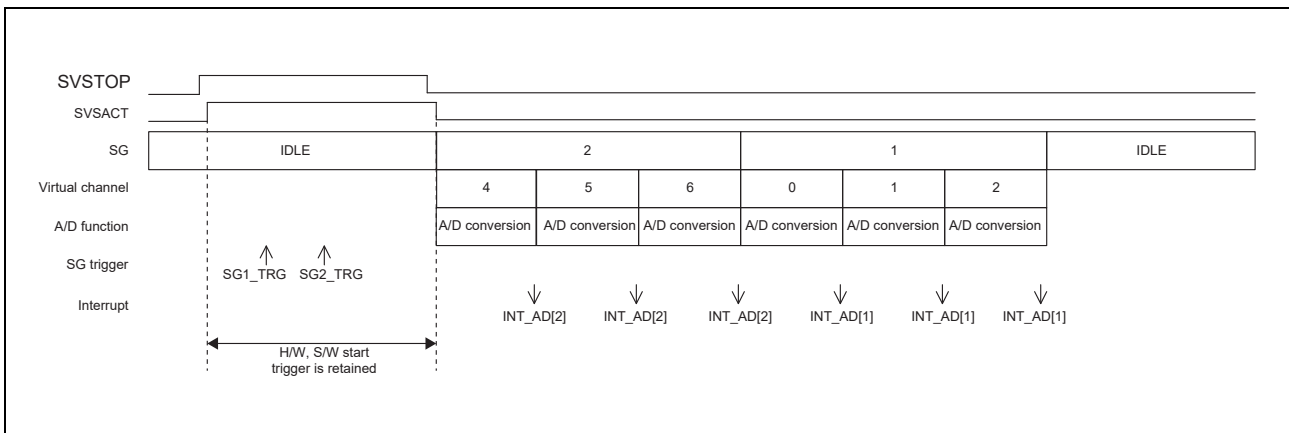 SVSTOP
SVSACT
SG IDLE 2 1 IDLE
Virtual channel 4 5 6 0 1 2
A/D function A/D conversion A/D conversion A/D conversion A/D conversion A/D conversion A/D conversion
SG trigger
SG1_TRG SG2_TRG
Interrupt
INT_AD[2] INT_AD[2] INT_AD[2] INT_AD[1] INT_AD[1] INT_AD[1]
H/W, S/W start
trigger is retained